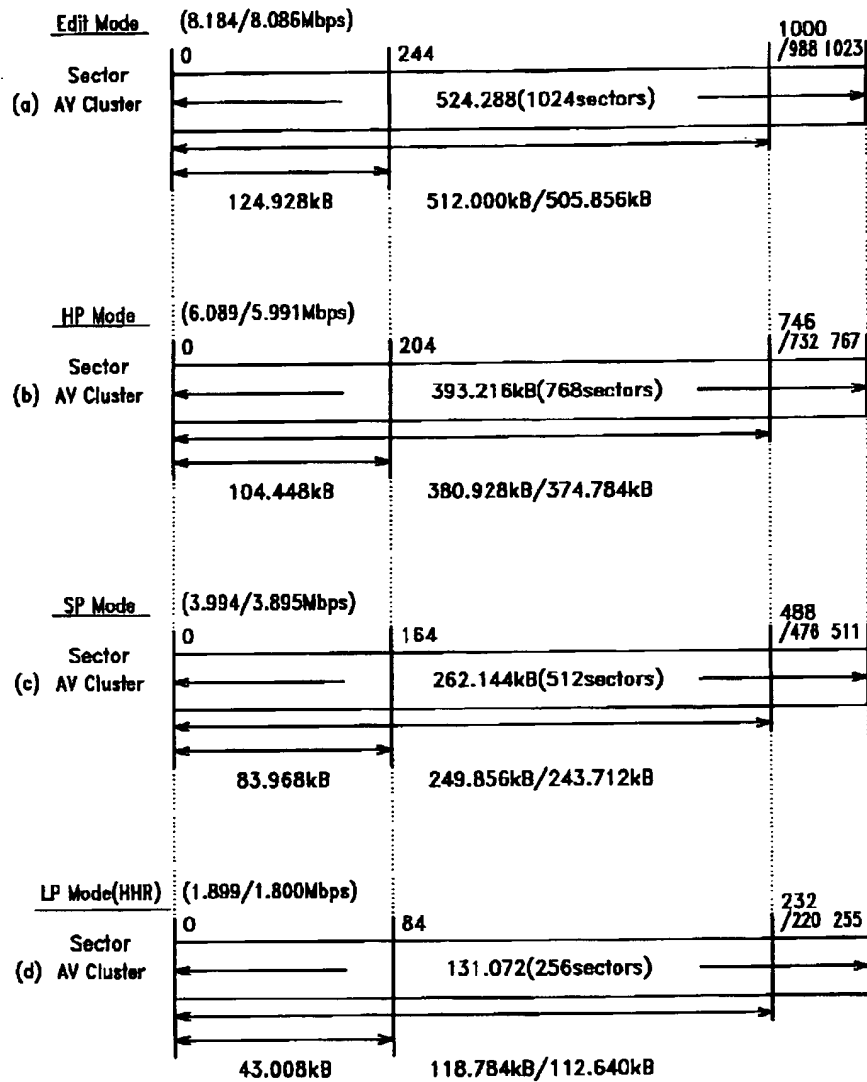 Edit Mode (8.184/8.086Mbps)
1000
0 244 /988 1023
Sector
(a) AV Cluster 524.288(1024sectors)
124.928kB 512.000kB/505.856kB
HP Mode (6.089/5.991Mbps)
746
0 204 /732 767
Sector
(b) AV Cluster 393.216kB(768sectors)
104.448kB 380.928kB/374.784kB
SP Mode (3.994/3.895Mbps)
488
0 164 /476 511
Sector
(c) AV Cluster 262.144kB(512sectors)
83.968kB 249.856kB/243.712kB
LP Mode(HHR) (1.899/1.800Mbps)
232
0 84 /220 255
Sector
(d) AV Cluster 131.072(256sectors)
43.008kB 118.784kB/112.640kB